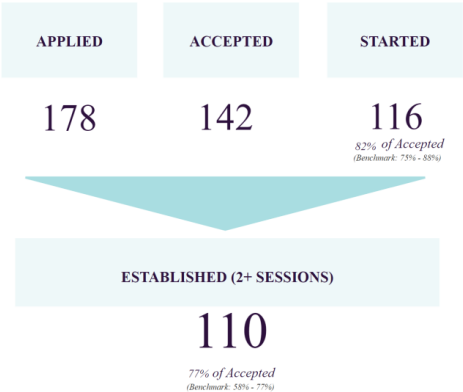 APPLIED ACCEPTED STARTED
178 142 116
82% of Accepted
(Benchmark: 75% - 88%)
ESTABLISHED (2+ SESSIONS)
110
77% of Accepted
(Benchmark: 58% - 77%)